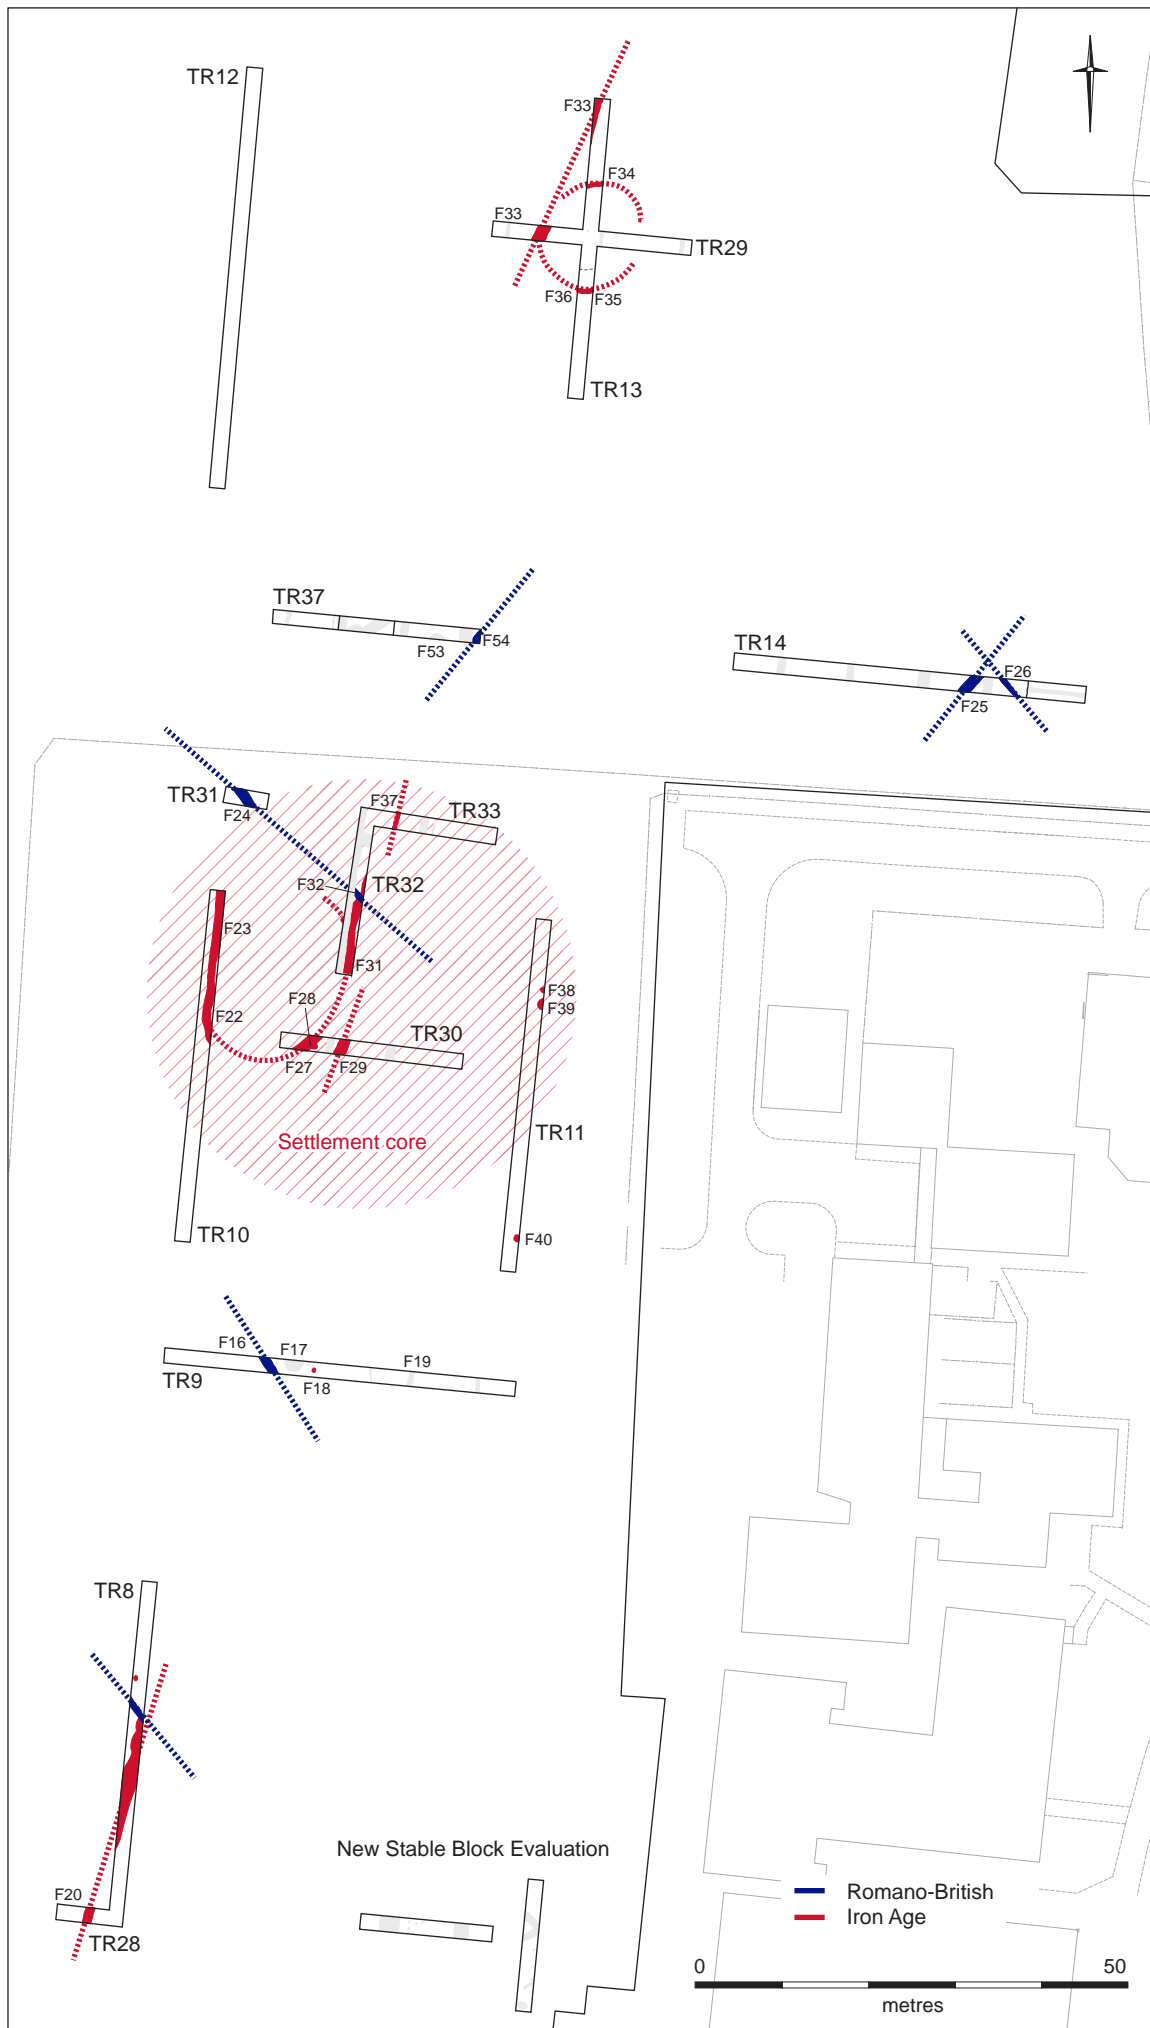 TR12
F33
F34
F33
TR29
F36
F35
TR13
TR37
F54
F53
TR14
F26
F25
TR31
F24
F37
TR33
F32
TR32
F23
F31
F38
F28
F39
F22
TR30
F27
F29
TR11
Settlement core
TR10
F40
F16
F17
F19
TR9
F18
TR8
New Stable Block Evaluation
F20
Romano-British
Iron Age
TR28
0 50
metres